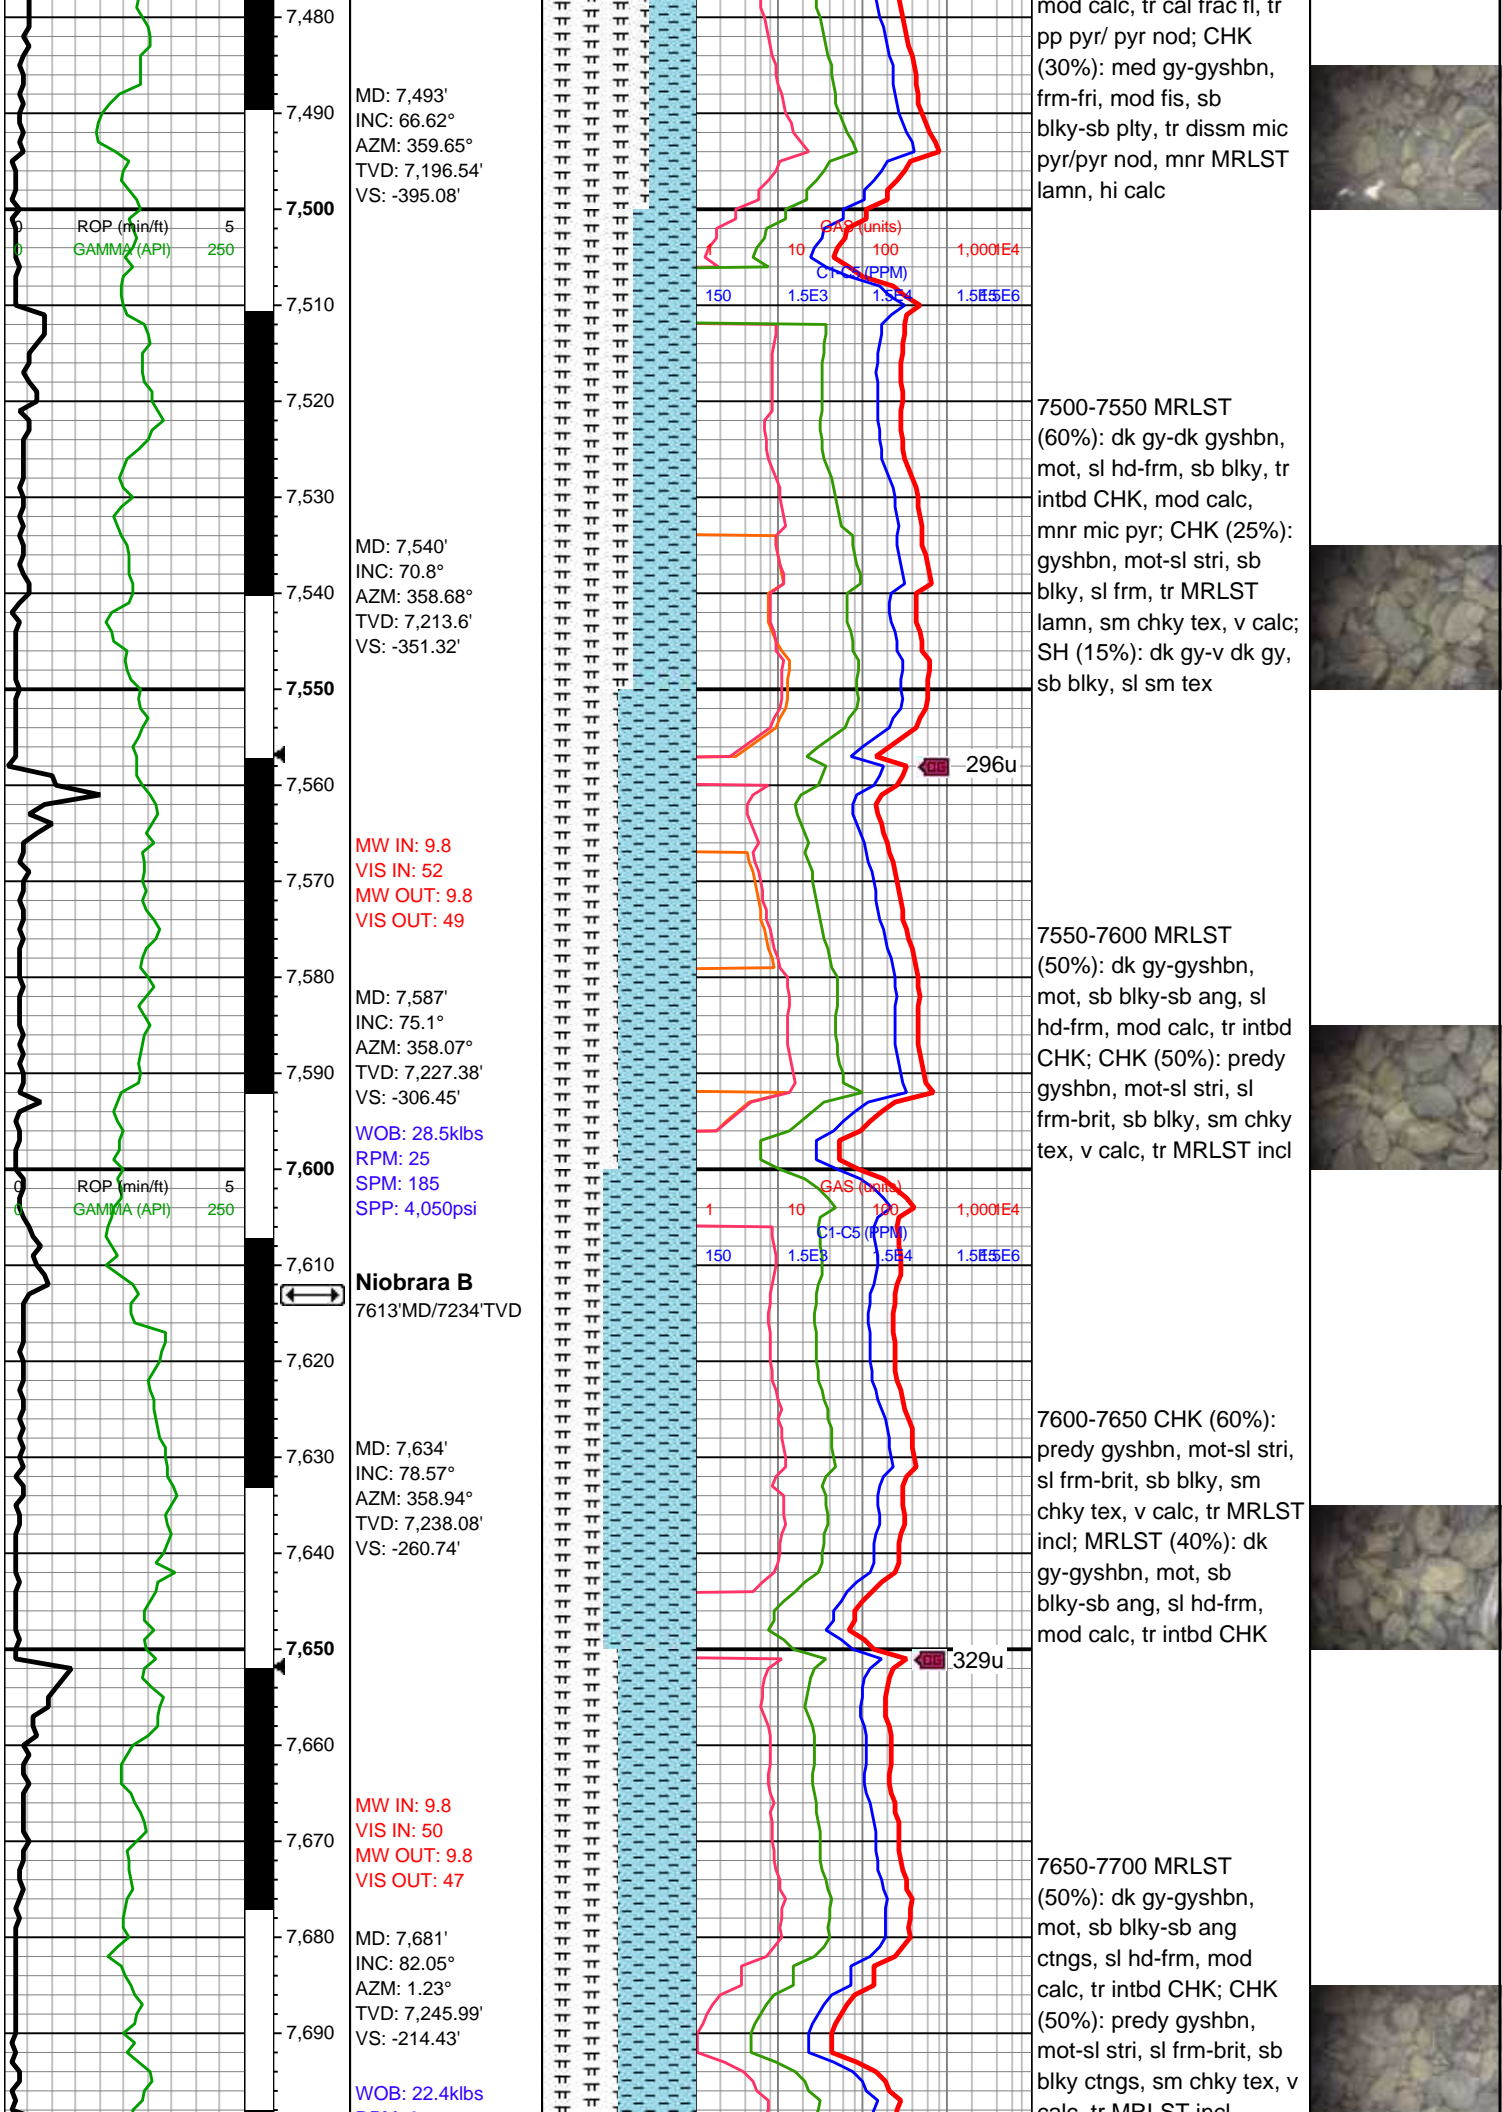 mod calc, tr cal frac fl, tr
pp pyr/ pyr nod; CHK
(30%): med gy-gyshbn,
frm-fri, mod fis, sb
blky-sb plty, tr dissm mic
pyr/pyr nod, mnr MRLST
lamn, hi calc
7,480
7,490
MD: 7,493'
INC: 66.62°
AZM: 359.65°
TVD: 7,196.54'
VS: -395.08'
7,500
0 ROP (min/ft) 5
0 GAMMA (API) 250
GAS (units)
1 10 100 1,000 1E4
C1-C5 (PPM)
150 1.5E3 1.5E4 1.5E5 1.5E6
7,510
7,520
7,530
7500-7550 MRLST
(60%): dk gy-dk gyshbn,
mot, sl hd-frm, sb blky, tr
intbd CHK, mod calc,
mnr mic pyr; CHK (25%):
gyshbn, mot-sl stri, sb
blky, sl frm, tr MRLST
lamn, sm chky tex, v calc;
SH (15%): dk gy-v dk gy,
sb blky, sl sm tex
MD: 7,540'
INC: 70.8°
AZM: 358.68°
TVD: 7,213.6'
VS: -351.32'
7,540
7,550
7,560
OG 296u
MW IN: 9.8
VIS IN: 52
MW OUT: 9.8
VIS OUT: 49
7,570
7,580
7550-7600 MRLST
(50%): dk gy-gyshbn,
mot, sb blky-sb ang, sl
hd-frm, mod calc, tr intbd
CHK; CHK (50%): predy
gyshbn, mot-sl stri, sl
frm-brit, sb blky, sm chky
tex, v calc, tr MRLST incl
MD: 7,587'
INC: 75.1°
AZM: 358.07°
TVD: 7,227.38'
VS: -306.45'
7,590
WOB: 28.5klbs
RPM: 25
SPM: 185
SPP: 4,050psi
7,600
0 ROP (min/ft) 5
0 GAMMA (API) 250
GAS (units)
1 10 100 1,000 1E4
C1-C5 (PPM)
150 1.5E3 1.5E4 1.5E5 1.5E6
7,610
Niobrara B
7613'MD/7234'TVD
7,620
7,630
MD: 7,634'
INC: 78.57°
AZM: 358.94°
TVD: 7,238.08'
VS: -260.74'
7,640
7600-7650 CHK (60%):
predy gyshbn, mot-sl stri,
sl frm-brit, sb blky, sm
chky tex, v calc, tr MRLST
incl; MRLST (40%): dk
gy-gyshbn, mot, sb
blky-sb ang, sl hd-frm,
mod calc, tr intbd CHK
7,650
OG 329u
7,660
MW IN: 9.8
VIS IN: 50
MW OUT: 9.8
VIS OUT: 47
7,670
7,680
MD: 7,681'
INC: 82.05°
AZM: 1.23°
TVD: 7,245.99'
VS: -214.43'
7,690
WOB: 22.4klbs
7650-7700 MRLST
(50%): dk gy-gyshbn,
mot, sb blky-sb ang
ctngs, sl hd-frm, mod
calc, tr intbd CHK; CHK
(50%): predy gyshbn,
mot-sl stri, sl frm-brit, sb
blky ctngs, sm chky tex, v
calc, tr MRLST incl